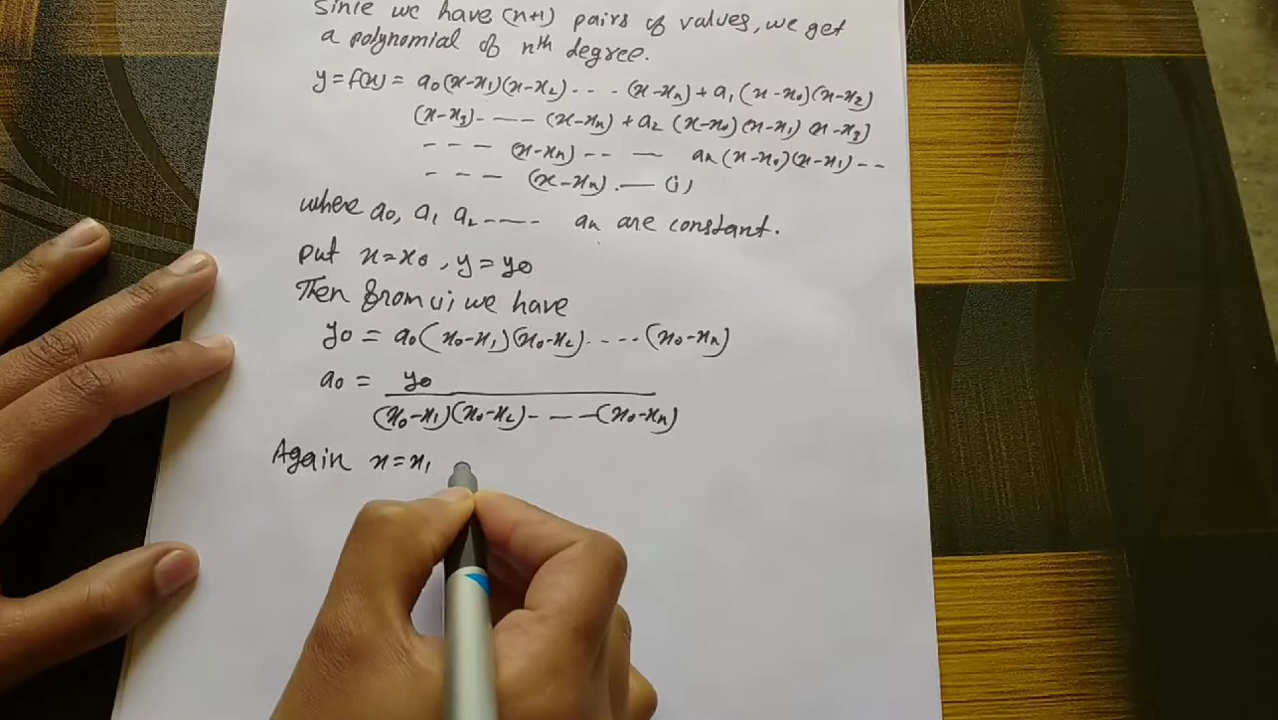 Since we have (n+1) pairs of values, we get
a polynomial of nth degree.
y=f(x) = a₀(x-x₁)(x-x₂)- - - - (x-xₙ) + a₁ (x-x₀)(x-x₂)
(x-x₃)- - — - (x-xₙ) + a₂ (x-x₀) (x-x₁) (x-x₃)
- - - - (x-xₙ) - - — aₙ (x-x₀)(x-x₁) - -
- - - - (x-xₙ) . — (i)
where a₀, a₁ a₂ - — - aₙ are constant.
put x=x₀, y=y₀
Then from (i) we have
y₀ = a₀(x₀-x₁)(x₀-x₂)- - - - (x₀-xₙ)
a₀ = y₀
(x₀-x₁)(x₀-x₂)- — - (x₀-xₙ)
Again x=x₁